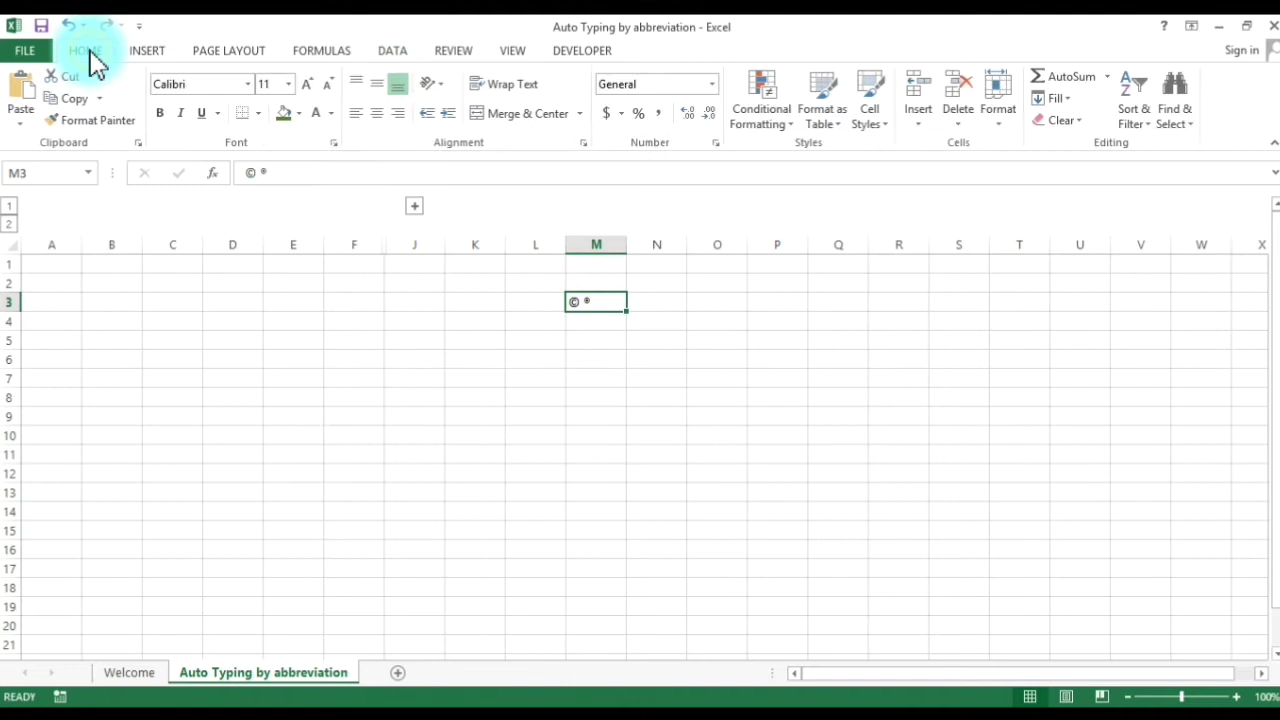 Auto Typing by abbreviation - Excel
?
FILE HOME INSERT PAGE LAYOUT FORMULAS DATA REVIEW VIEW DEVELOPER Sign in
Paste
Cut
Copy
Format Painter
Clipboard
Calibri 11
B I U A
Font
Wrap Text
Merge & Center
Alignment
General
$ % ,
Number
Conditional Formatting
Format as Table
Cell Styles
Styles
Insert Delete Format
Cells
AutoSum
Fill
Clear
Sort & Filter
Find & Select
Editing
M3 fx © ®
1
2
A B C D E F J K L M N O P Q R S T U V W X
1
2
3 © ®
4
5
6
7
8
9
10
11
12
13
14
15
16
17
18
19
20
21
Welcome Auto Typing by abbreviation
READY 100%